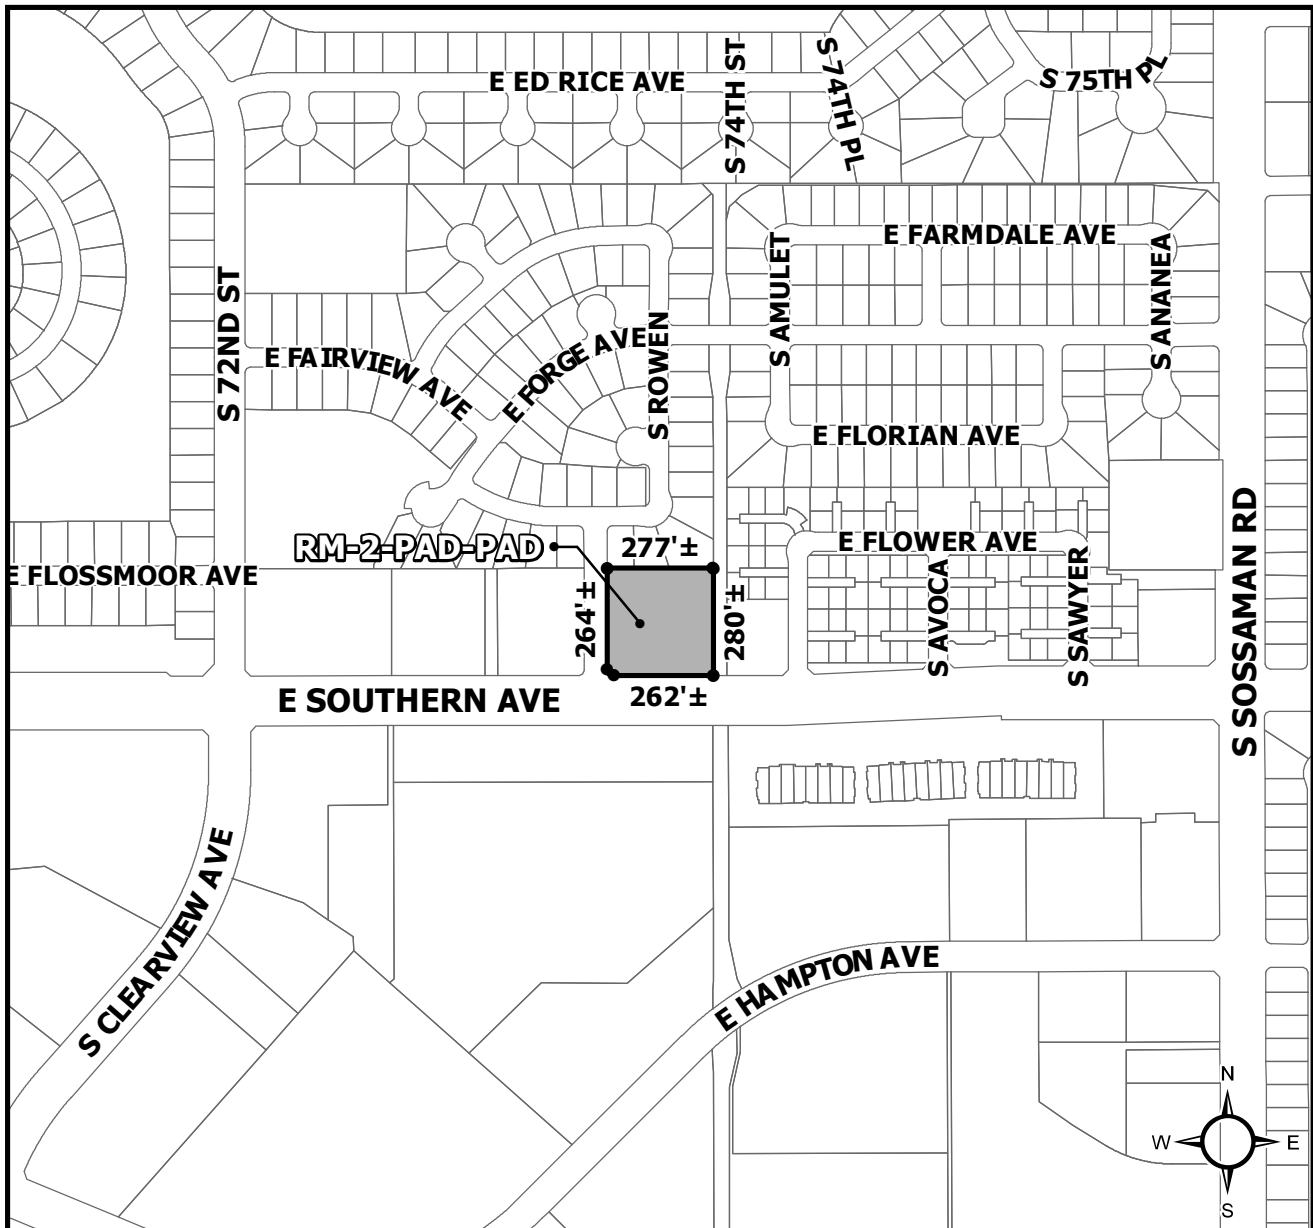 E ED RICE AVE
S 74TH ST
S 74TH PL
S 75TH PL
S 72ND ST
E FAIRVIEW AVE
E FORGE AVE
S ROWEN
S AMULET
E FARMDALE AVE
S ANANEA
E FLORIAN AVE
E FLOSSMOOR AVE
RM-2-PAD-PAD
277'±
264'±
280'±
262'±
E FLOWER AVE
S AVOCA
S SAWYER
S SOSSAMAN RD
E SOUTHERN AVE
S CLEARVIEW AVE
E HAMPTON AVE
N
W
E
S